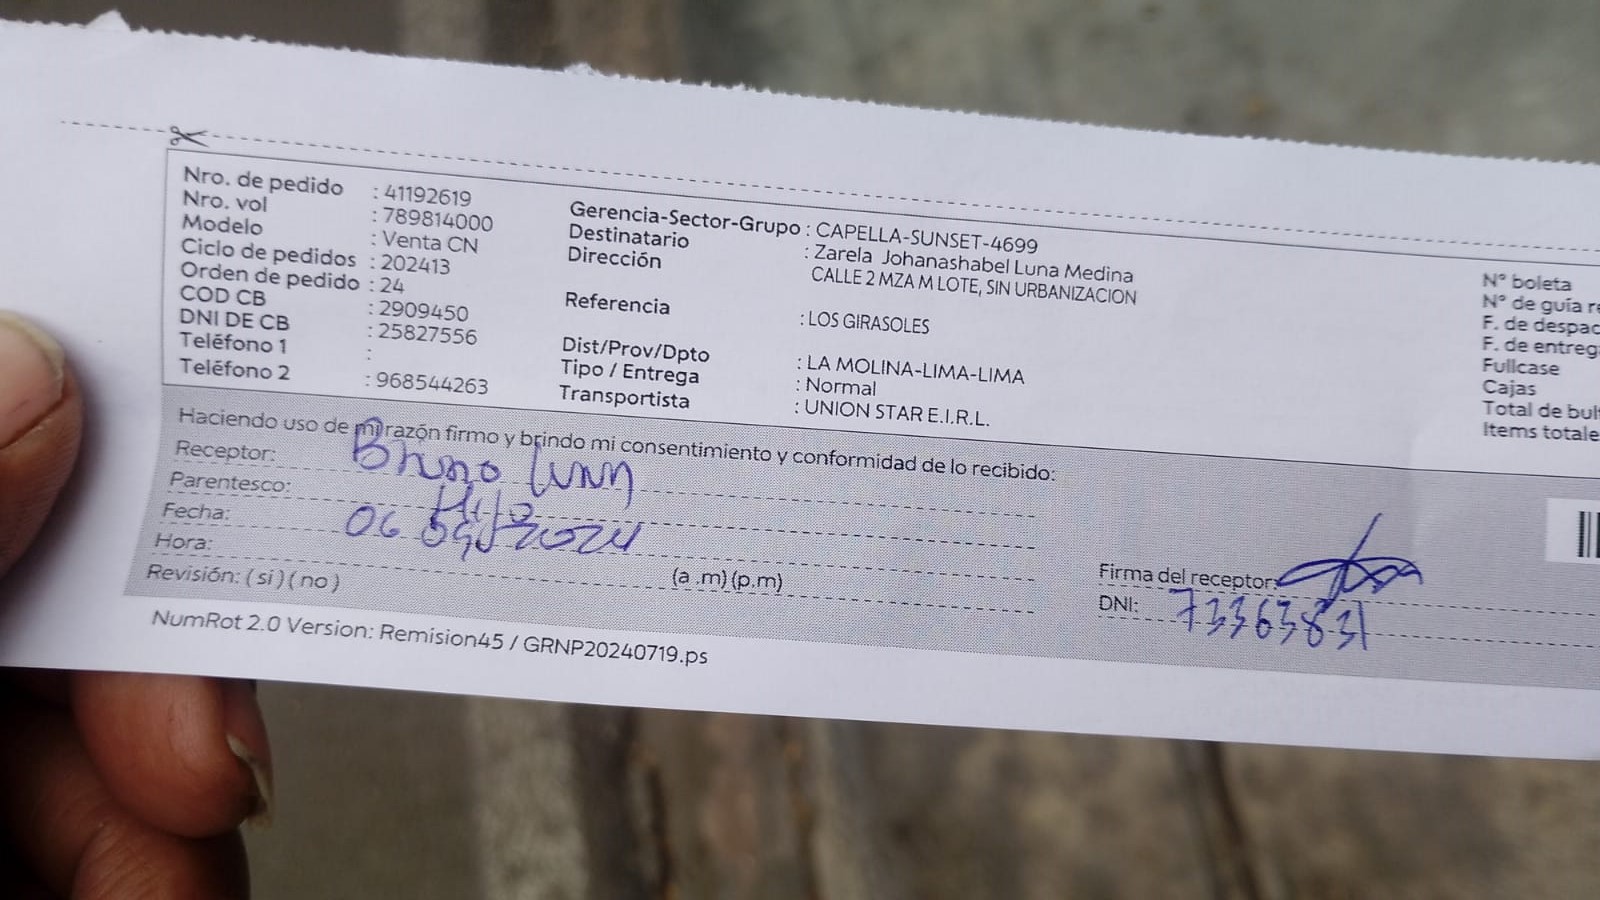 Nro. de pedido : 41192619
Nro. vol : 789814000
Modelo : Venta CN
Ciclo de pedidos : 202413
Orden de pedido : 24
COD CB : 2909450
DNI DE CB : 25827556
Teléfono 1 :
Teléfono 2 : 968544263
Gerencia-Sector-Grupo : CAPELLA-SUNSET-4699
Destinatario : Zarela Johanashabel Luna Medina
Dirección CALLE 2 MZA M LOTE, SIN URBANIZACION
Referencia : LOS GIRASOLES
Dist/Prov/Dpto : LA MOLINA-LIMA-LIMA
Tipo / Entrega : Normal
Transportista : UNION STAR E.I.R.L.
Nº boleta
Nº de guía re
F. de despac
F. de entreg
Fullcase
Cajas
Total de bul
Items totale
Haciendo uso de mi razón firmo y brindo mi consentimiento y conformidad de lo recibido:
Receptor: Bruno Luna
Parentesco: Hijo
Fecha: 06 2024
Hora: (a .m)(p.m)
Revisión: ( si )( no )
Firma del receptor:
DNI: 73363831
NumRot 2.0 Version: Remision45 / GRNP20240719.ps